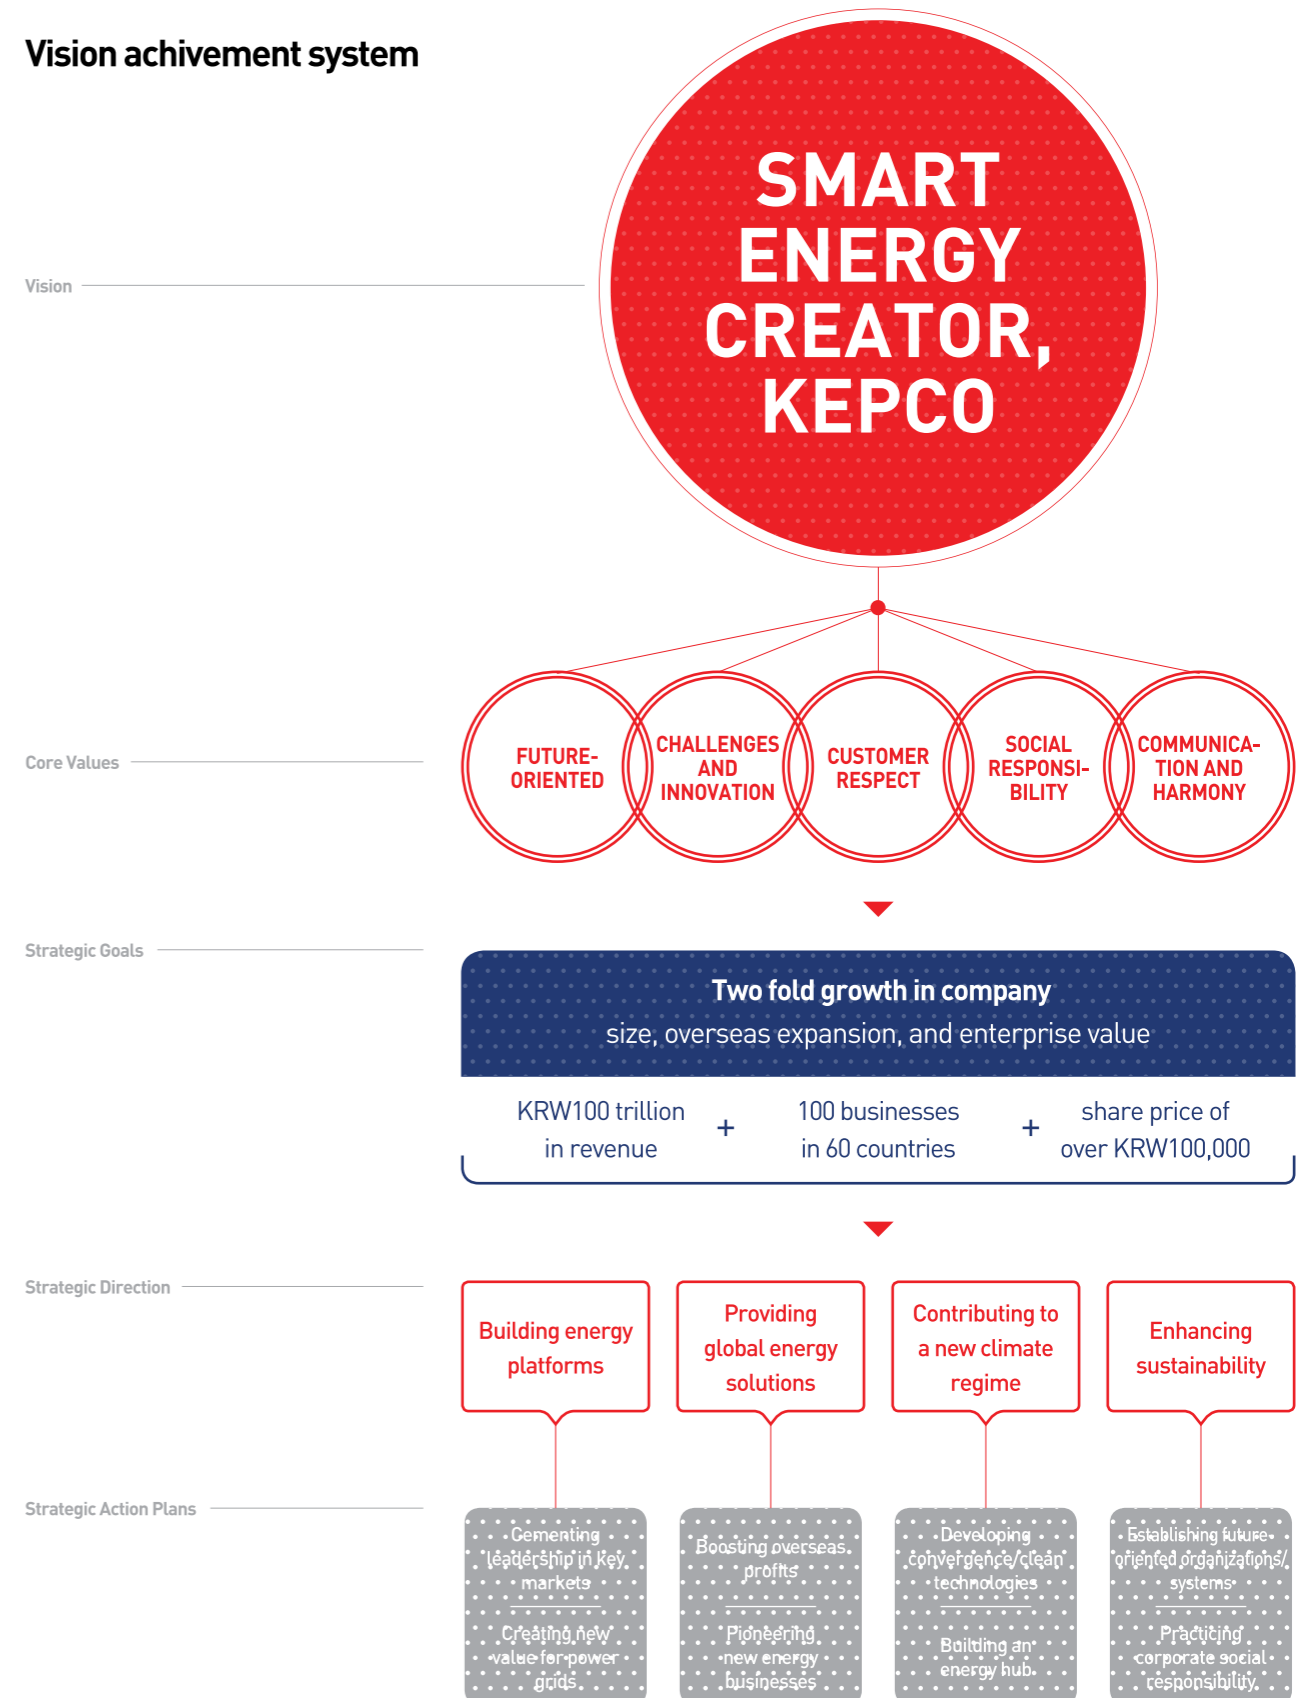 Vision achivement system
SMART
ENERGY
CREATOR,
KEPCO
Vision
Core Values
FUTURE-
ORIENTED
CHALLENGES
AND
INNOVATION
CUSTOMER
RESPECT
SOCIAL
RESPONSI-
BILITY
COMMUNICA-
TION AND
HARMONY
Strategic Goals
Two fold growth in company
size, overseas expansion, and enterprise value
KRW100 trillion
in revenue
+
100 businesses
in 60 countries
+
share price of
over KRW100,000
Strategic Direction
Building energy
platforms
Providing
global energy
solutions
Contributing to
a new climate
regime
Enhancing
sustainability
Strategic Action Plans
Cementing
leadership in key
markets
Creating new
value for power
grids
Boosting overseas
profits
Pioneering
new energy
businesses
Developing
convergence/clean
technologies
Building an
energy hub
Establishing future-
oriented organizations/
systems
Practicing
corporate social
responsibility